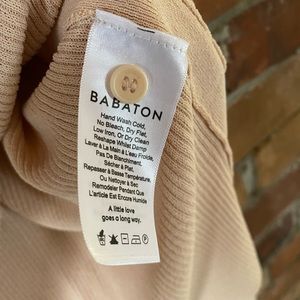 BABATON
Hand Wash Cold,
No Bleach, Dry Flat,
Low Iron, Or Dry Clean
Reshape Whist Damp
Laver À La Main À L'eau Froide,
Pas De Blanchiment,
Sécher À Plat,
Repasser À Basse Température,
Ou Nettoyer À Sec
Remodeler Pendant Que
L'article Est Encore Humide
A little love
goes a long way.
P